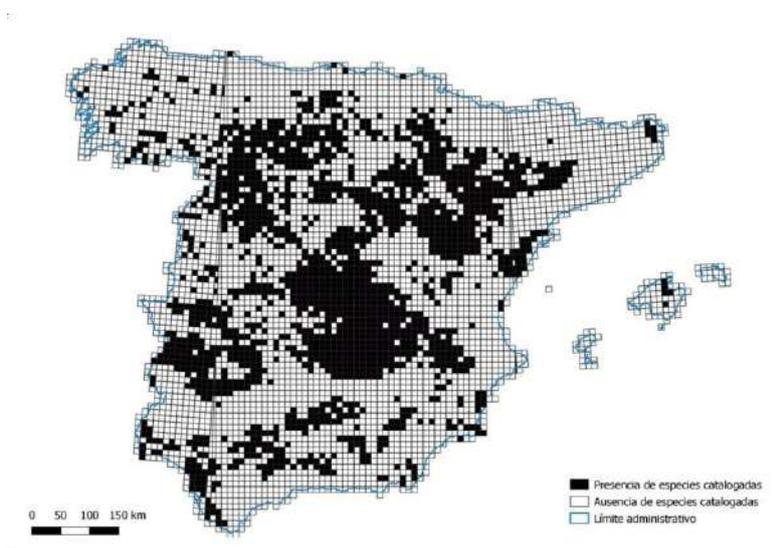 Presencia de especies catalogadas
Ausencia de especies catalogadas
Límite administrativo
0 50 100 150 km